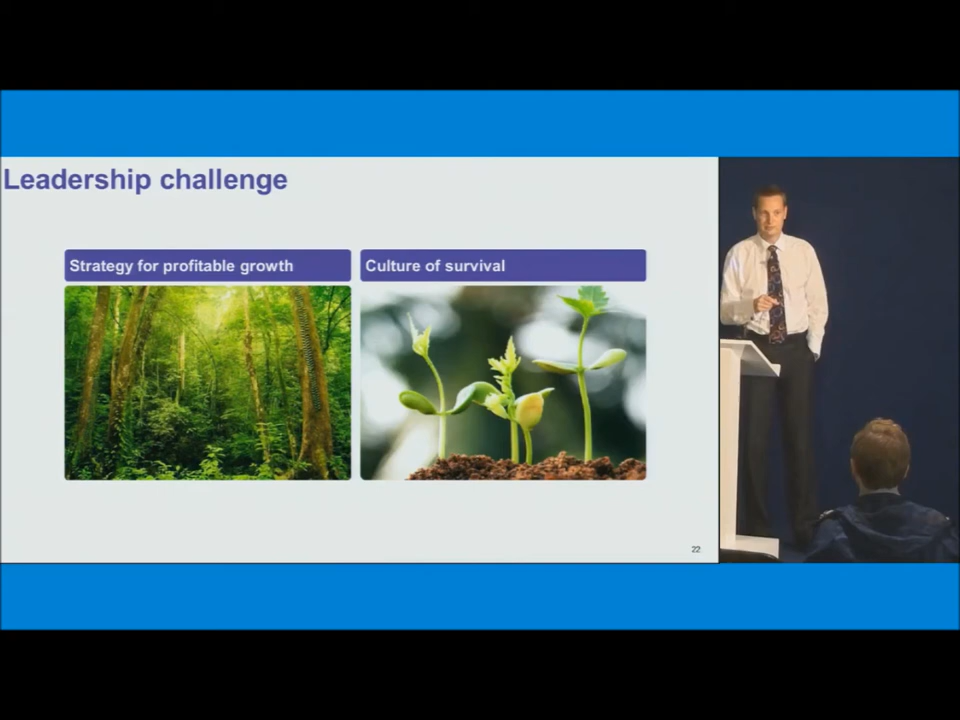 Leadership challenge
Strategy for profitable growth
Culture of survival
22